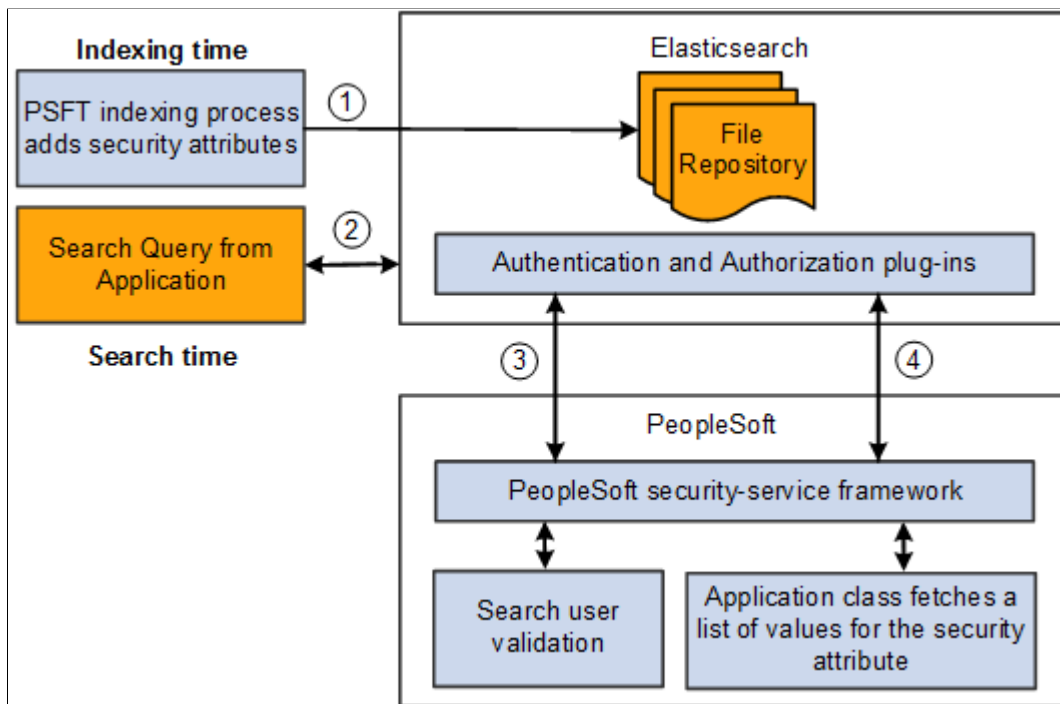 Indexing time
PSFT indexing process
adds security attributes
1
Elasticsearch
File
Repository
Search Query from
Application
2
Authentication and Authorization plug-ins
Search time
3
4
PeopleSoft
PeopleSoft security-service framework
Search user
validation
Application class fetches a
list of values for the security
attribute